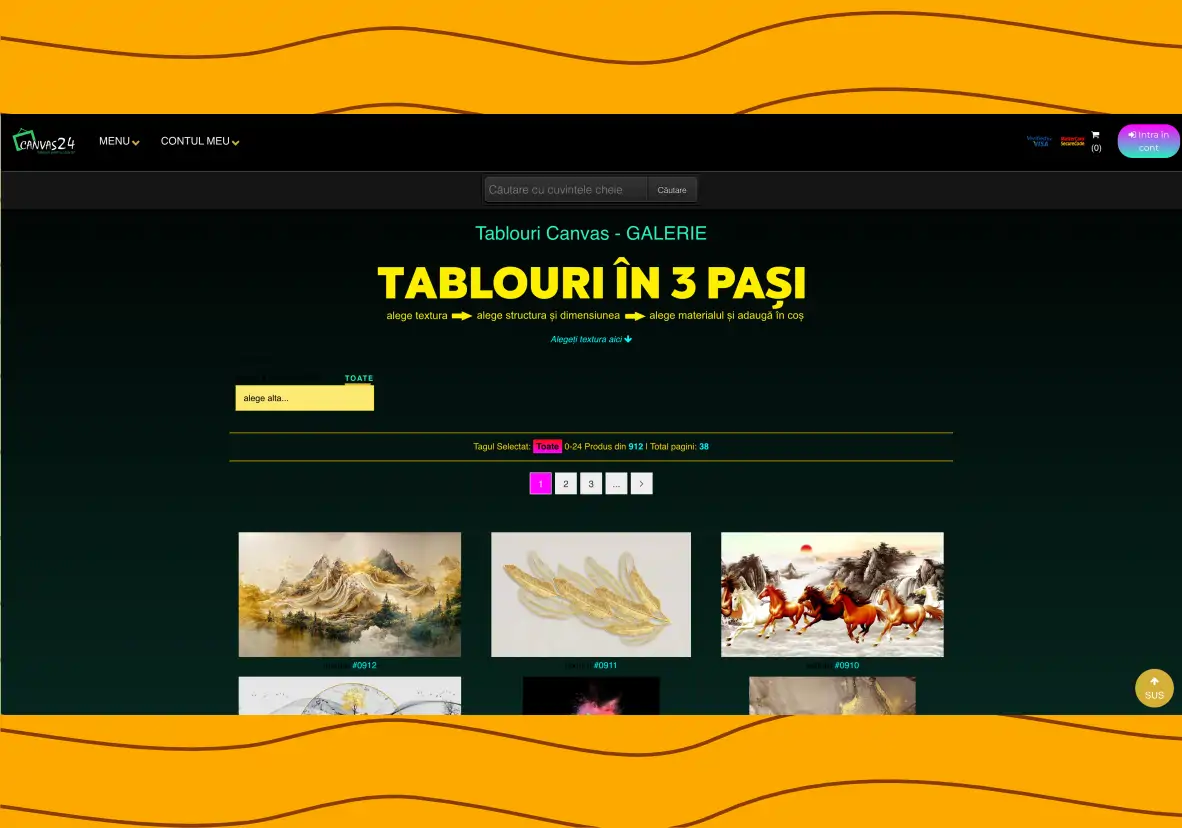 CANVAS24
MENU
CONTUL MEU
VISA
MasterCard
SecureCode
(0)
Intra în
cont
Căutare cu cuvintele cheie
Căutare
Tablouri Canvas - GALERIE
TABLOURI ÎN 3 PAȘI
alege textura alege structura și dimensiunea alege materialul și adaugă în coș
Alegeți textura aici
TOATE
alege alta...
Tagul Selectat: Toate 0-24 Produs din 912 | Total pagini: 38
1 2 3 ... >
#0912
#0911
#0910
SUS